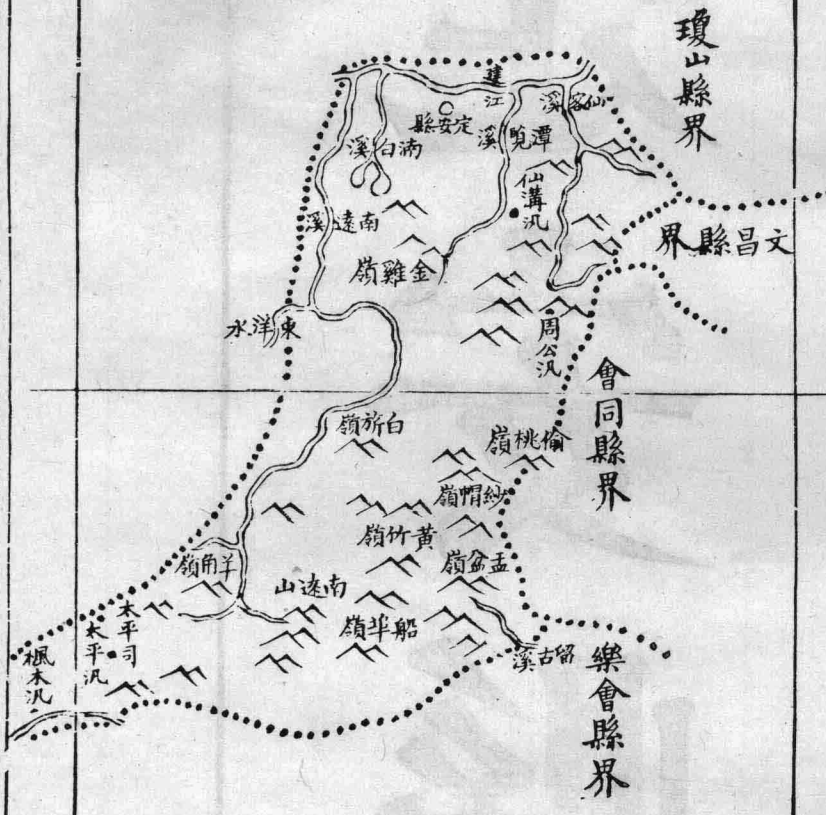 瓊山縣界
建江
仙客溪
定安縣
潭覽溪
湳白溪
仙溝汛
南遠溪
文昌縣界
金雞嶺
東洋水
周公汛
會同縣界
白族嶺
偷桃嶺
紗帽嶺
黃竹嶺
盂盆嶺
羊角嶺
南遠山
船埠嶺
太平司
太平汛
楓木汛
留古溪
樂會縣界